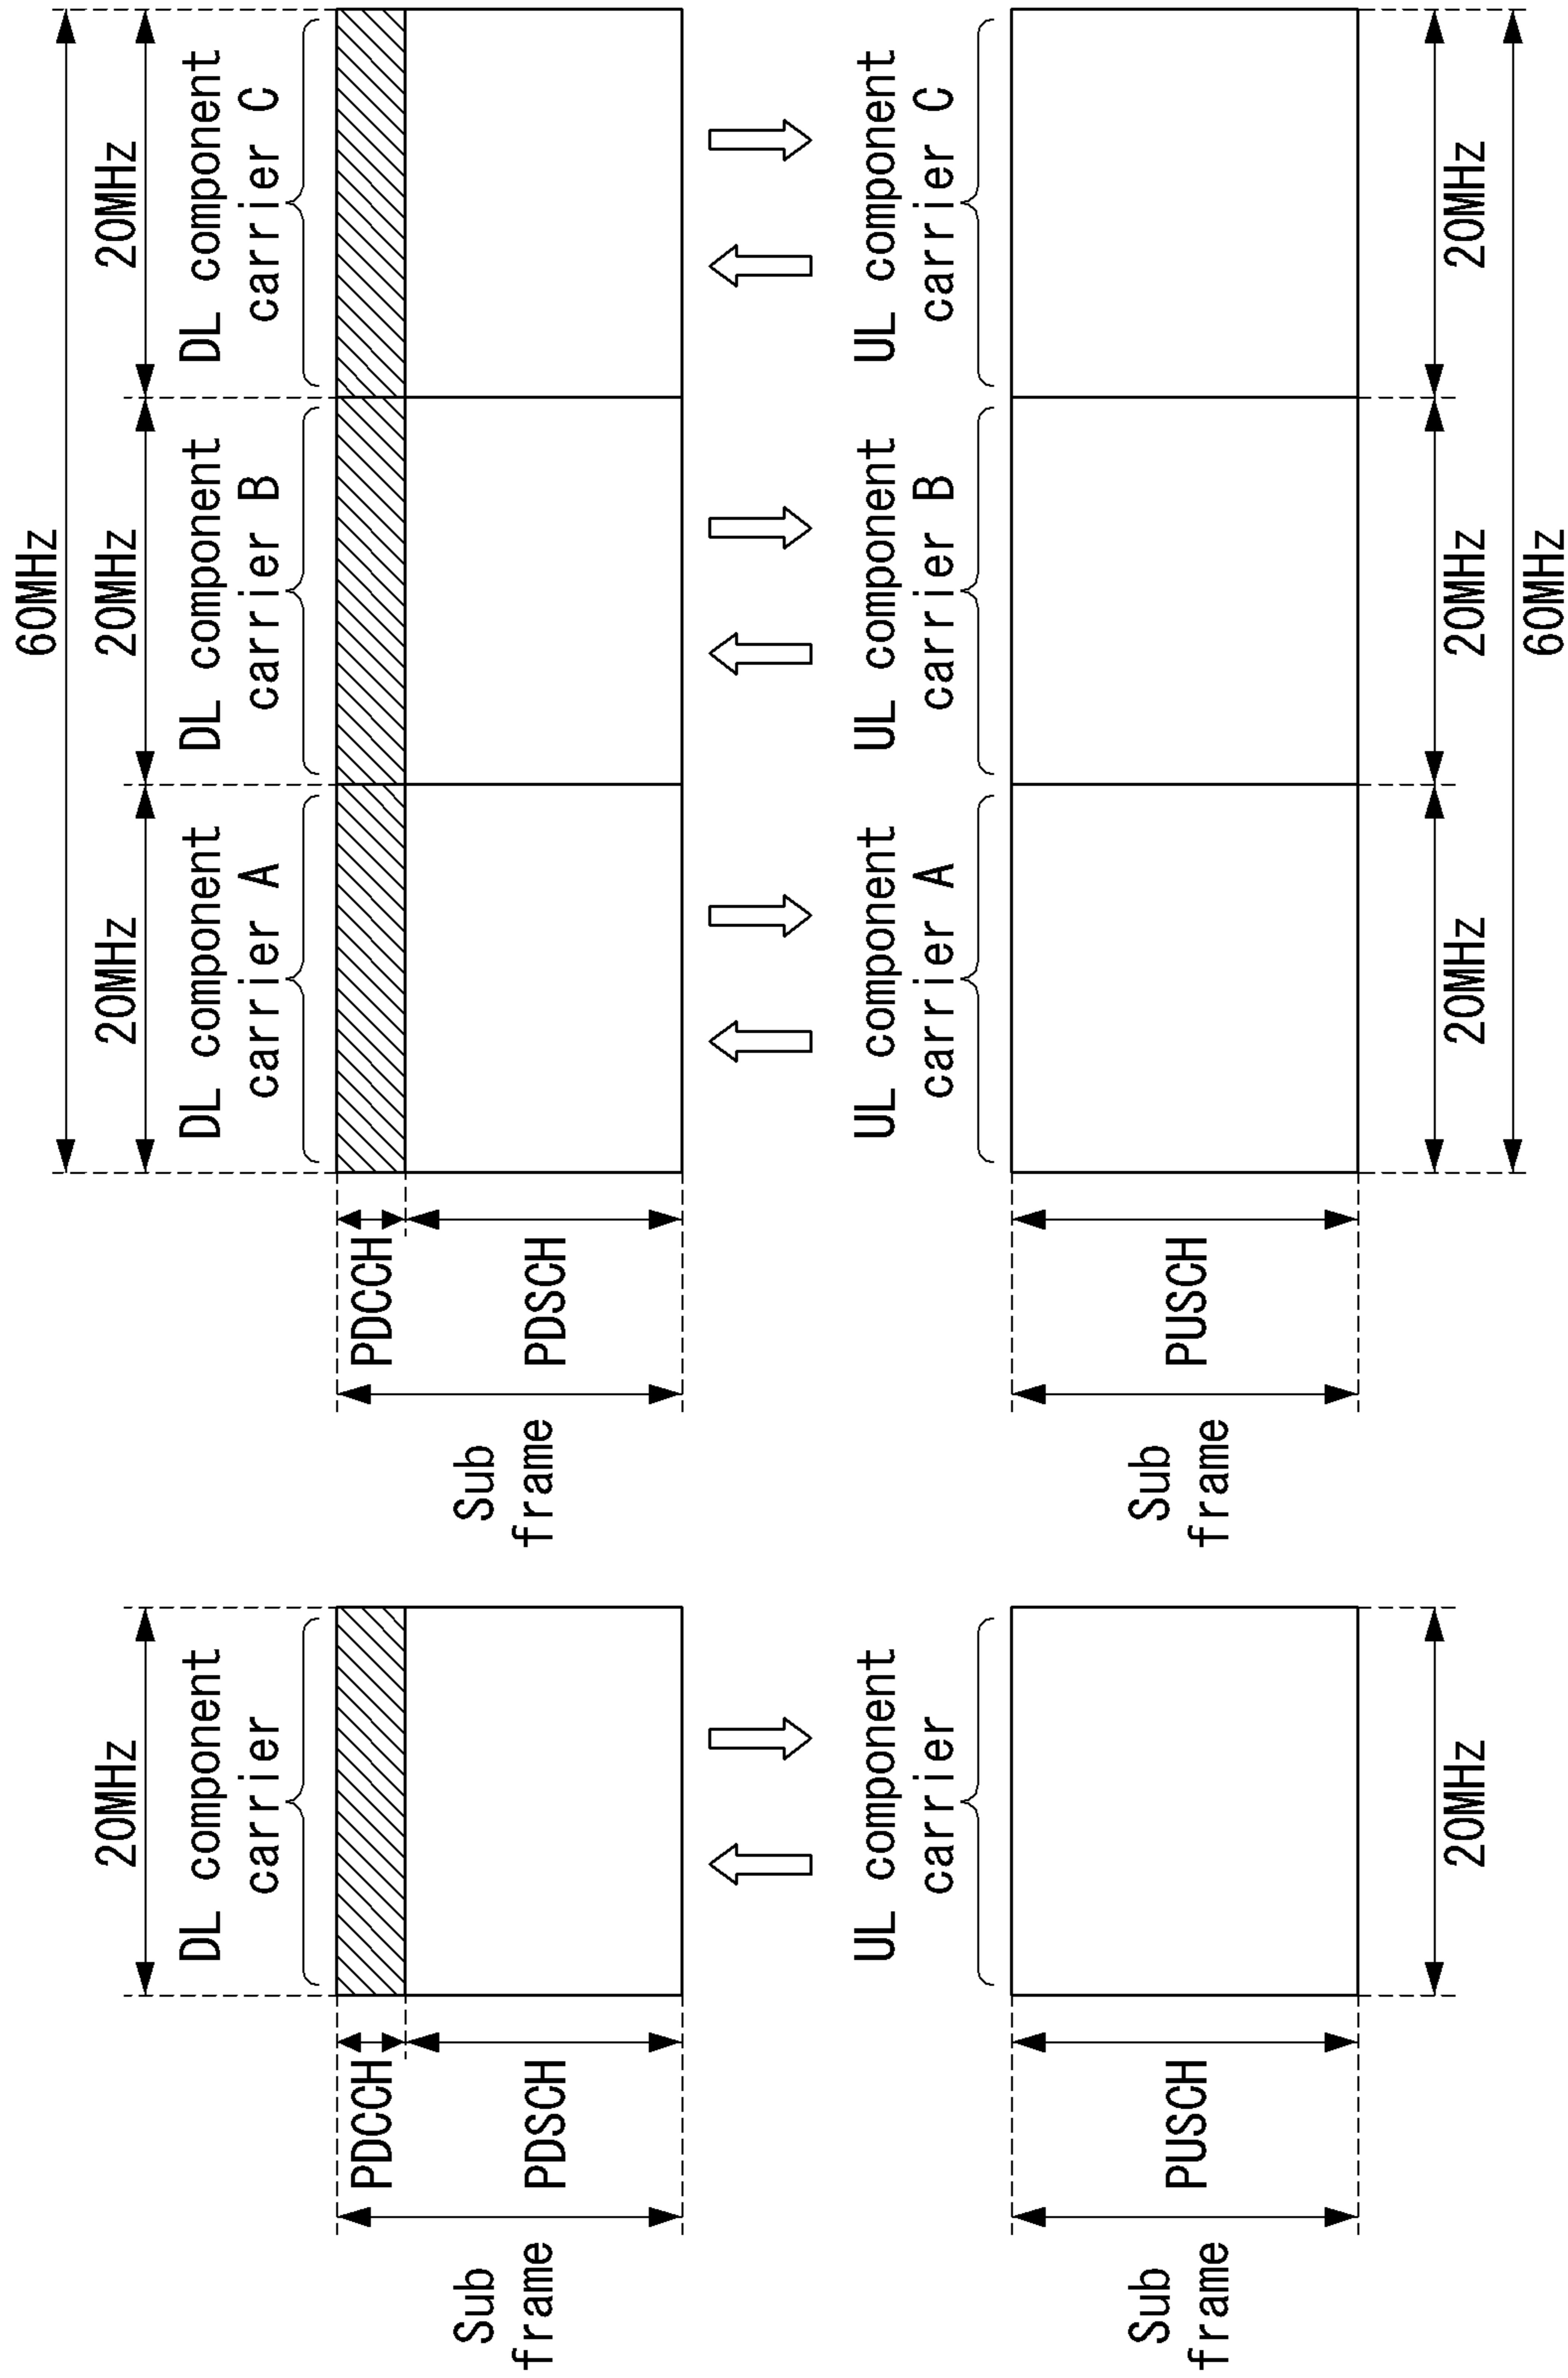 20MHz
DL component
carrier
PDCCH
PDSCH
Sub
frame
UL component
carrier
PUSCH
Sub
frame
20MHz
60MHz
20MHz
20MHz
20MHz
DL component
carrier A
DL component
carrier B
DL component
carrier C
PDCCH
PDSCH
Sub
frame
UL component
carrier A
UL component
carrier B
UL component
carrier C
PUSCH
Sub
frame
20MHz
20MHz
20MHz
60MHz